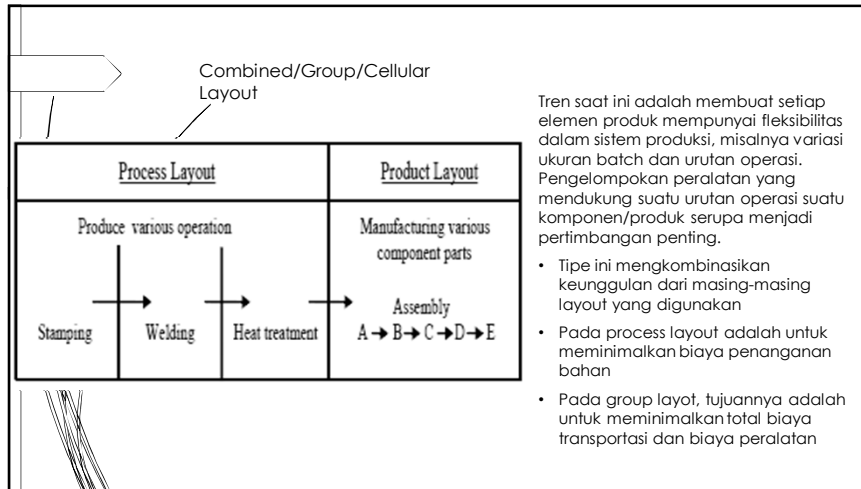 Combined/Group/Cellular
Layout
Process Layout
Product Layout
Produce various operation
Manufacturing various
component parts
Stamping
Welding
Heat treatment
Assembly
A → B → C → D → E
Tren saat ini adalah membuat setiap
elemen produk mempunyai fleksibilitas
dalam sistem produksi, misalnya variasi
ukuran batch dan urutan operasi.
Pengelompokan peralatan yang
mendukung suatu urutan operasi suatu
komponen/produk serupa menjadi
pertimbangan penting.
• Tipe ini mengkombinasikan
keunggulan dari masing-masing
layout yang digunakan
• Pada process layout adalah untuk
meminimalkan biaya penanganan
bahan
• Pada group layot, tujuannya adalah
untuk meminimalkan total biaya
transportasi dan biaya peralatan